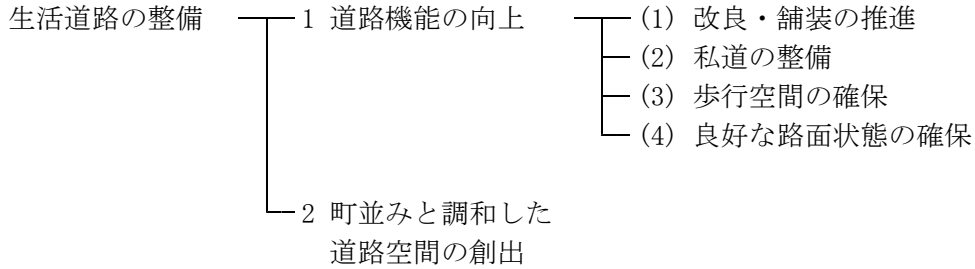 生活道路の整備
1 道路機能の向上
(1) 改良・舗装の推進
(2) 私道の整備
(3) 歩行空間の確保
(4) 良好な路面状態の確保
2 町並みと調和した
道路空間の創出